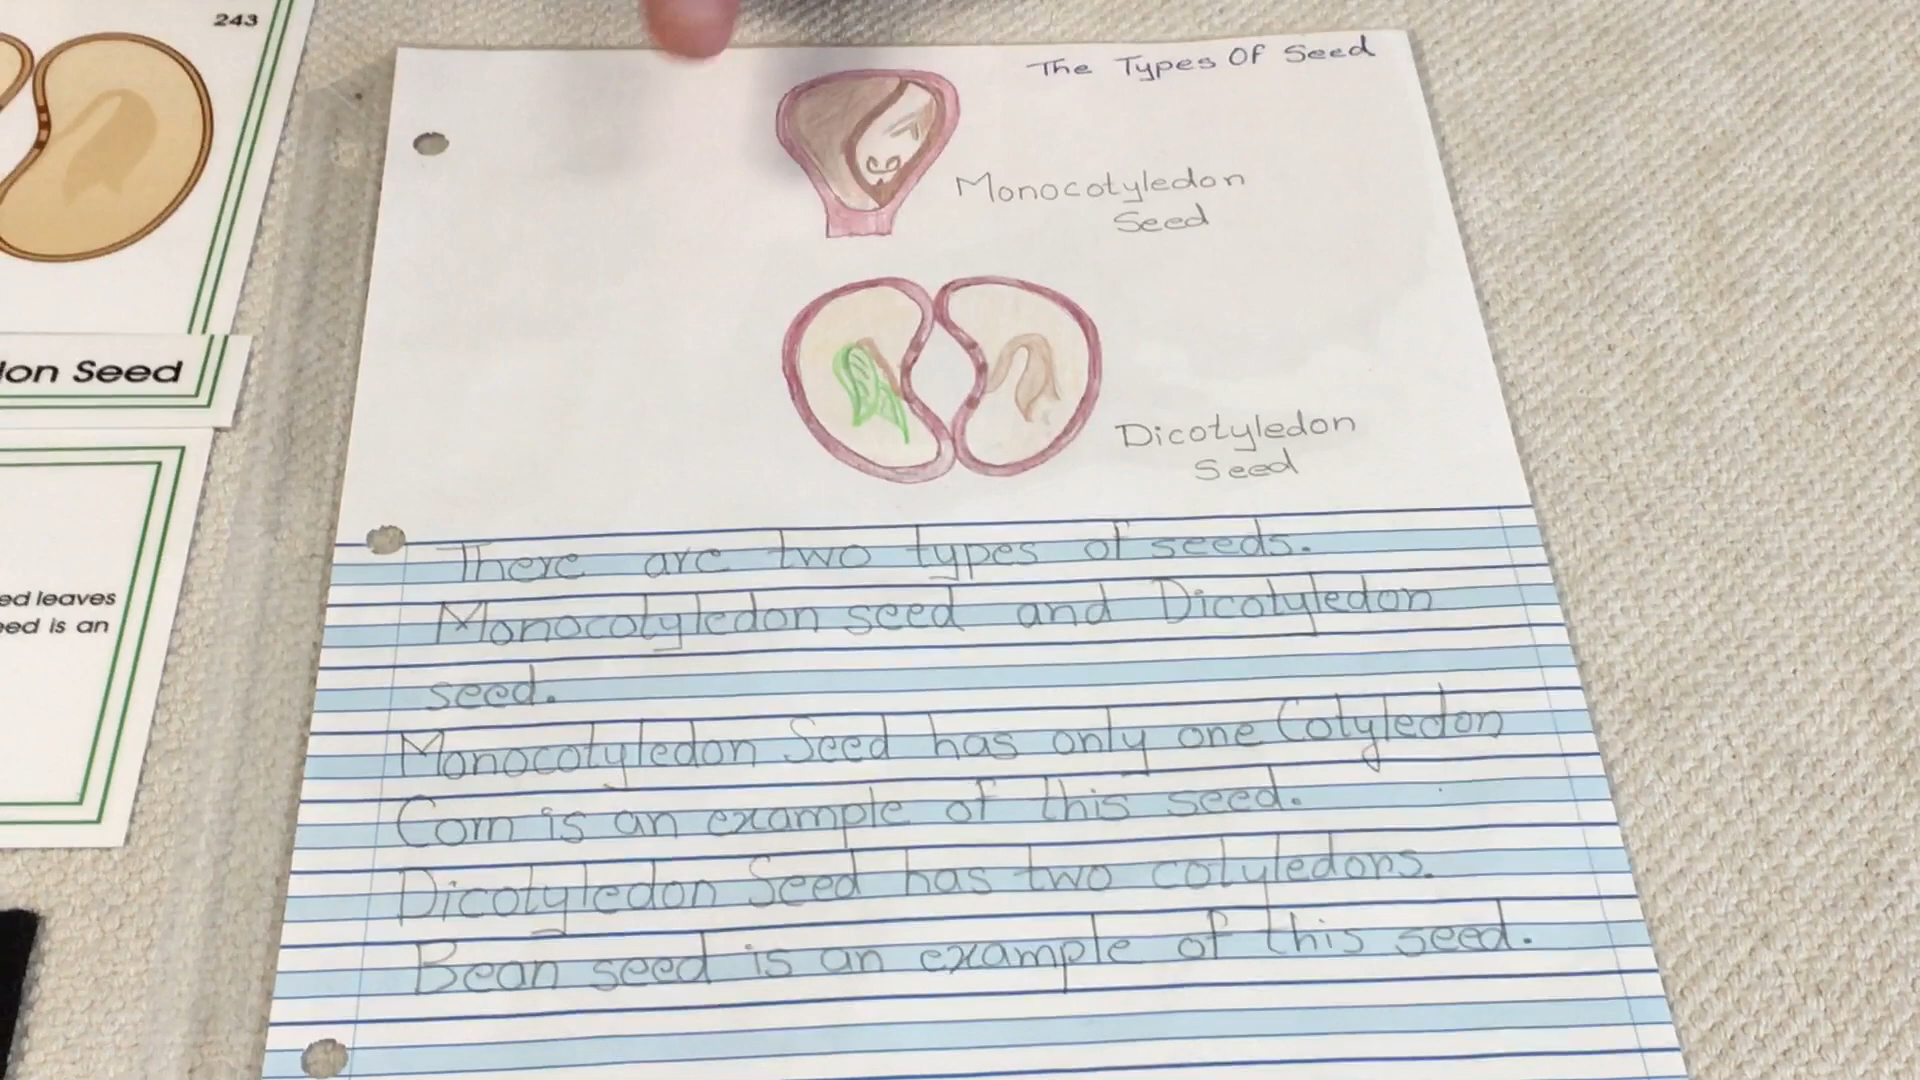 243
lon Seed
ed leaves
eed is an
The Types Of Seed
Monocotyledon
Seed
Dicotyledon
Seed
There are two types of seeds.
Monocotyledon seed and Dicotyledon
seed.
Monocotyledon Seed has only one Cotyledon
Corn is an example of this seed.
Dicotyledon Seed has two cotyledons.
Bean seed is an example of this seed.